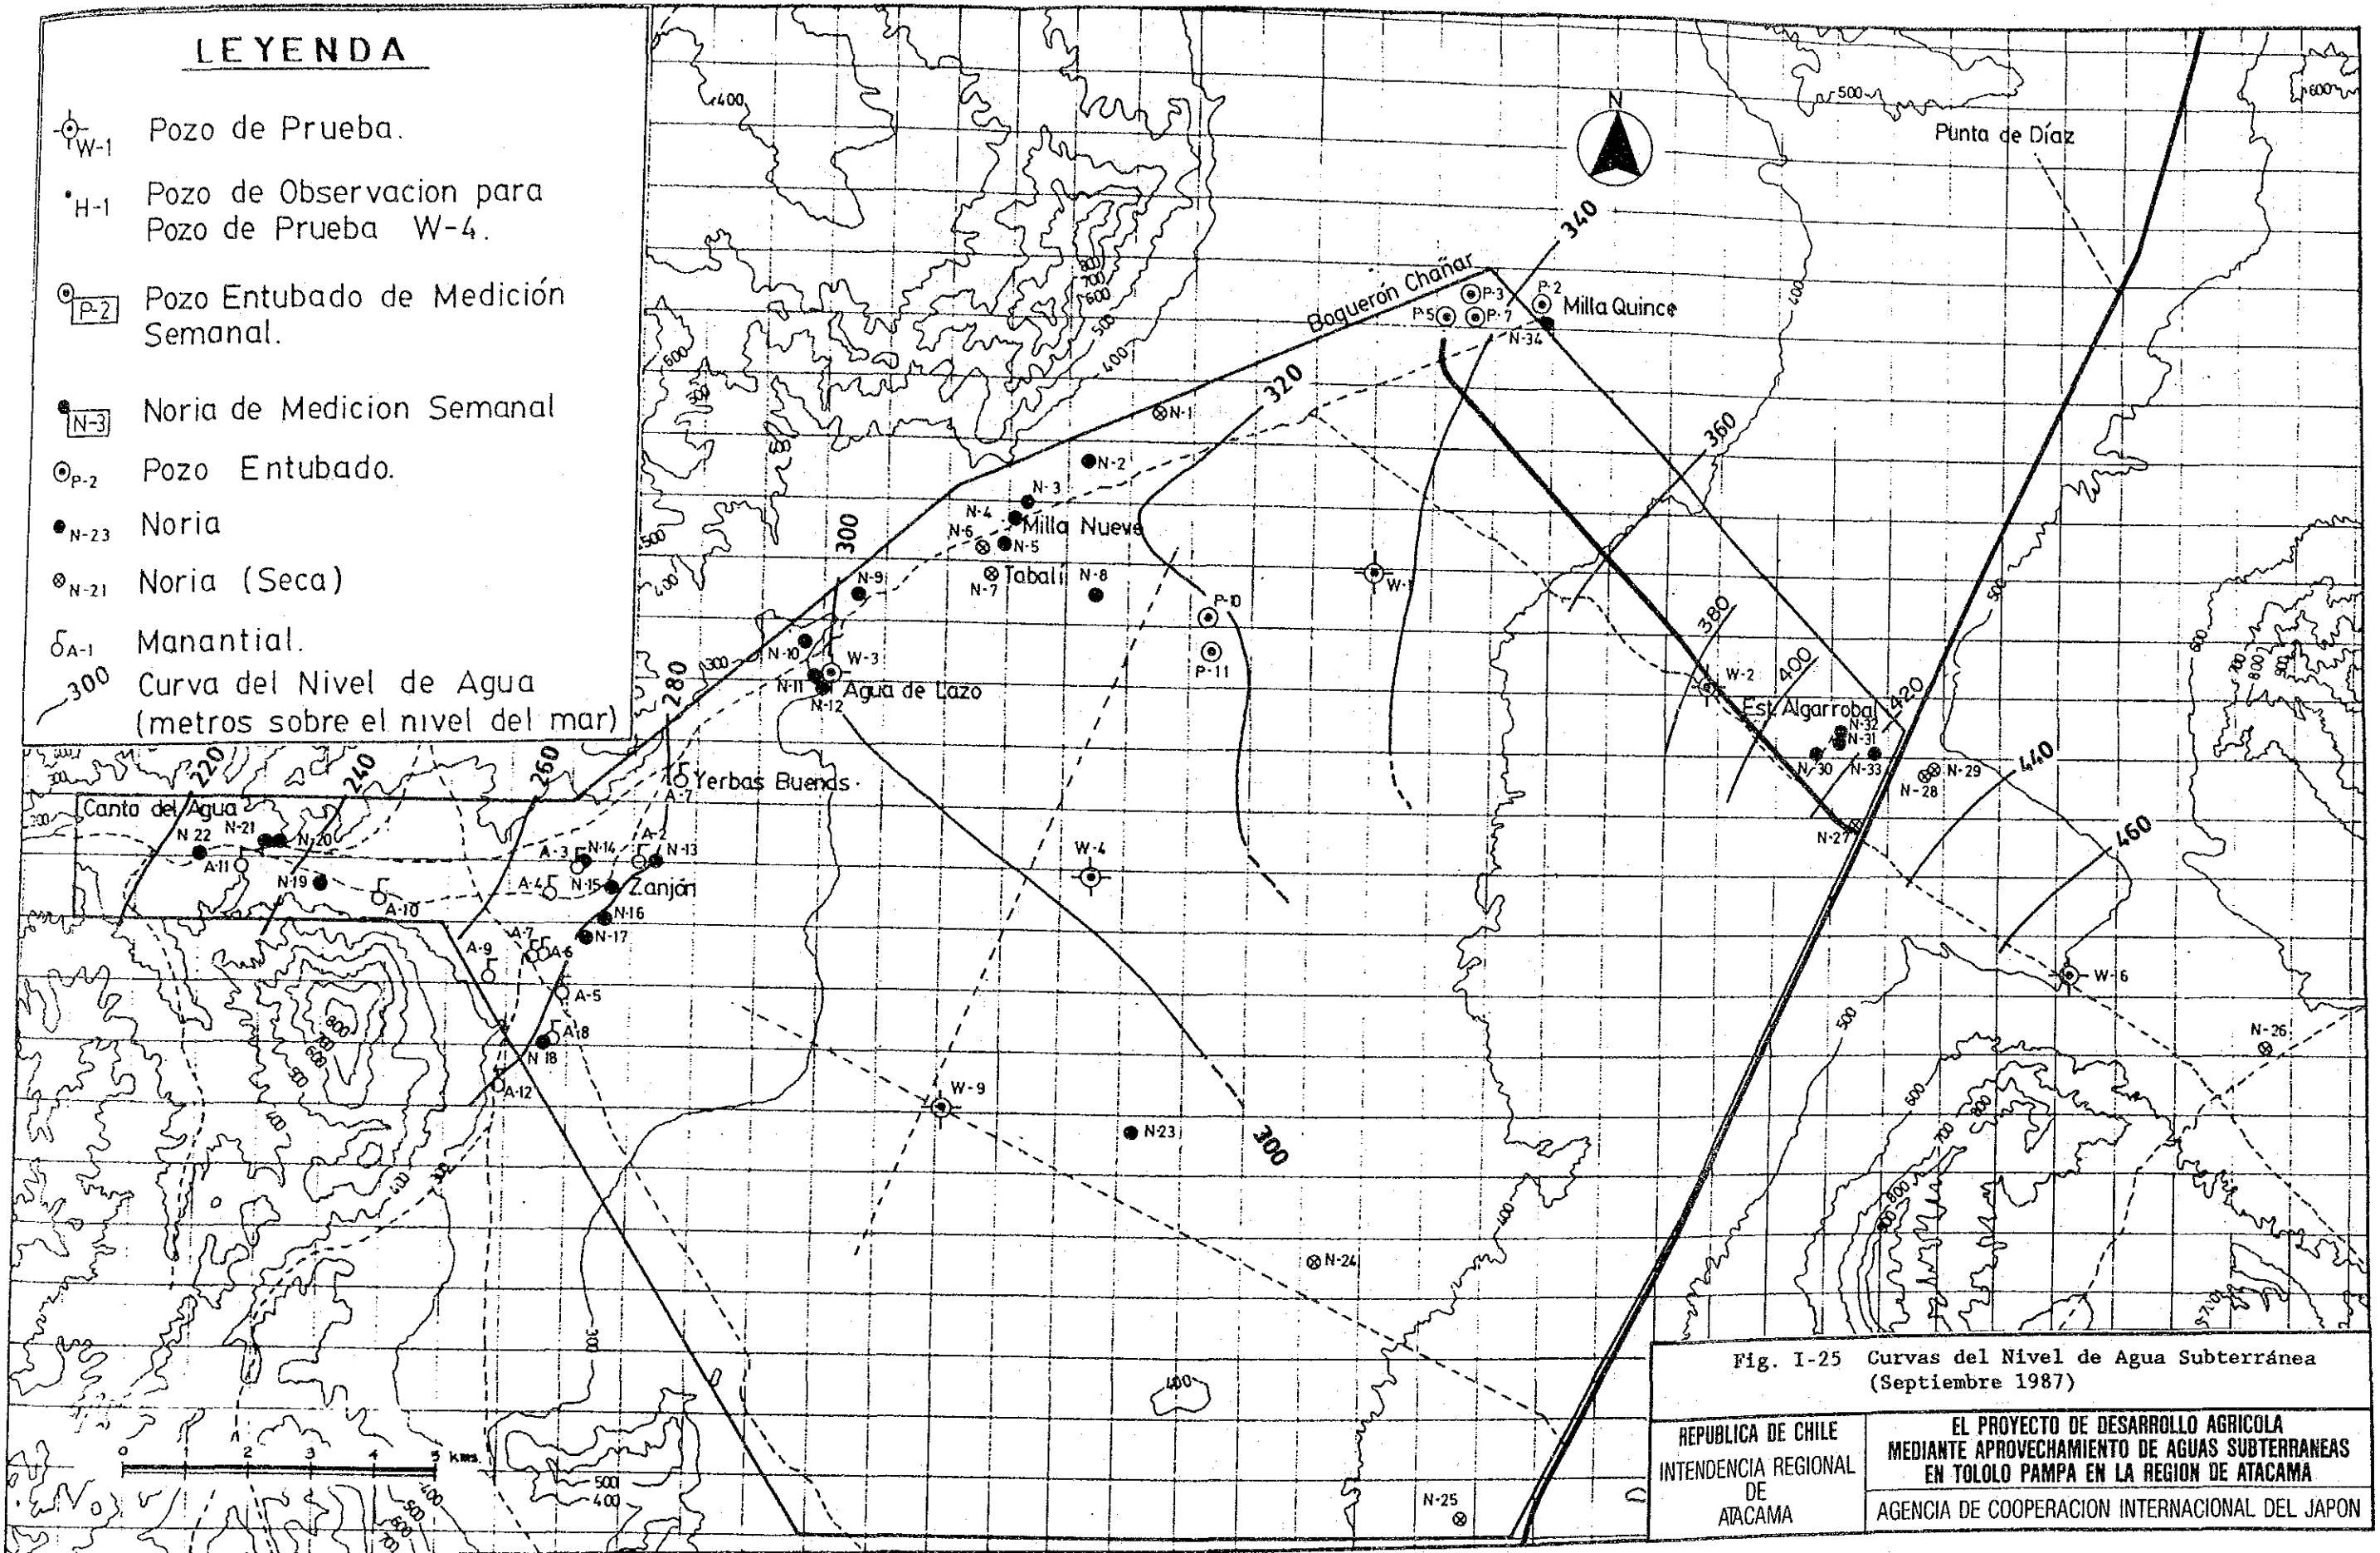 LEYENDA
W-1 Pozo de Prueba.
H-1 Pozo de Observacion para
Pozo de Prueba W-4.
P-2 Pozo Entubado de Medición
Semanal.
N-3 Noria de Medicion Semanal
P-2 Pozo Entubado.
N-23 Noria
N-21 Noria (Seca)
A-1 Manantial.
300 Curva del Nivel de Agua
(metros sobre el nivel del mar)
N
Punta de Díaz
340
Boquerón Chañar
P-3
P-2
Milla Quince
P-5
P-7
N-34
320
N-1
360
N-2
N-3
N-4
Milla Nueve
N-6
N-5
300
Tabalí
N-7
N-8
N-9
W-1
P-10
P-11
380
400
420
W-2
Est. Algarrobal
N-32
N-31
N-30
N-33
N-29
N-28
N-27
440
460
N-10
W-3
N-11
Agua de Lazo
N-12
280
260
240
220
Yerbas Buenas
A-7
Canto del Agua
N 22
N-21
N-20
A-11
N-19
A-10
A-3
N-14
A-2
N-13
A-4
N-15
Zanjón
N-16
N-17
A-7
A-6
A-9
A-5
A-8
N 18
A-12
W-4
W-6
N-26
W-9
N-23
300
N-24
N-25
400
500
600
700
800
0 2 3 4 5 kms.
Fig. I-25 Curvas del Nivel de Agua Subterránea
(Septiembre 1987)
REPUBLICA DE CHILE
INTENDENCIA REGIONAL
DE
ATACAMA
EL PROYECTO DE DESARROLLO AGRICOLA
MEDIANTE APROVECHAMIENTO DE AGUAS SUBTERRANEAS
EN TOLOLO PAMPA EN LA REGION DE ATACAMA
AGENCIA DE COOPERACION INTERNACIONAL DEL JAPON